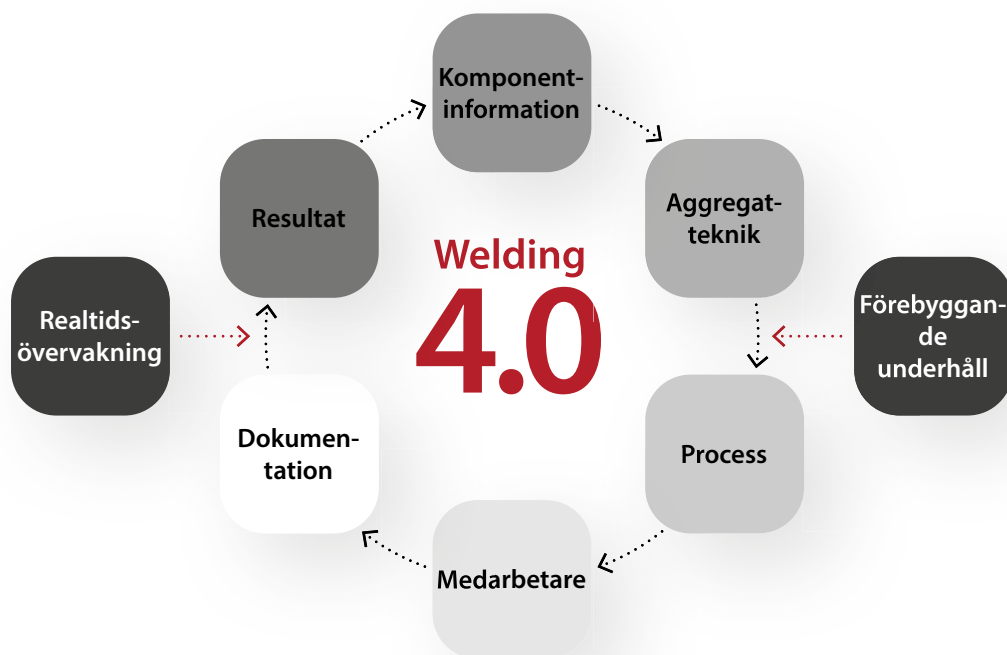 Komponent-
information
Aggregat-
teknik
Resultat
Welding
4.0
Realtids-
övervakning
Förebyggan-
de
underhåll
Process
Dokumen-
tation
Medarbetare